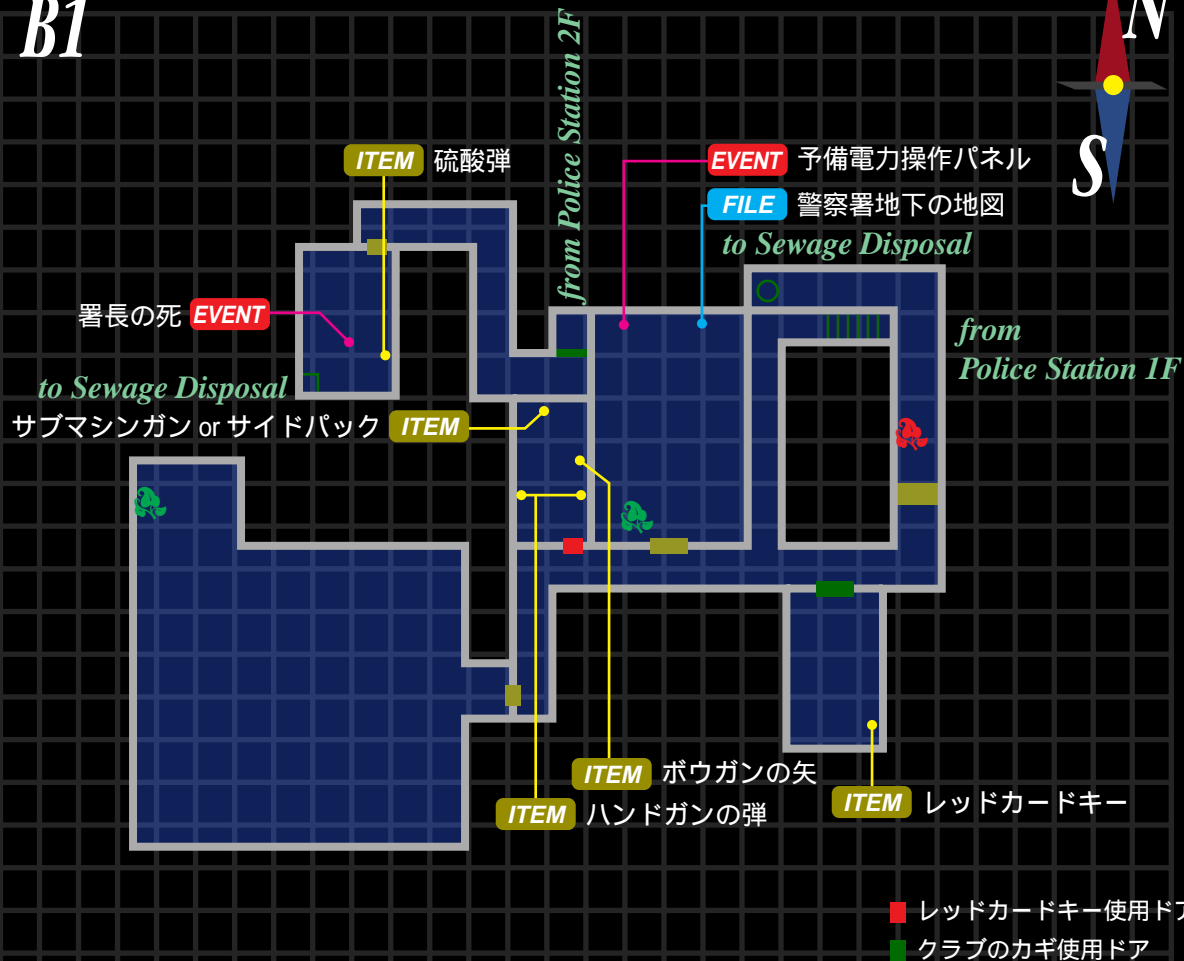 B1
N
S
from Police Station 2F
ITEM 硫酸弾
EVENT 予備電力操作パネル
FILE 警察署地下の地図
to Sewage Disposal
署長の死 EVENT
from
Police Station 1F
to Sewage Disposal
サブマシンガン or サイドパック ITEM
ITEM ボウガンの矢
ITEM ハンドガンの弾
ITEM レッドカードキー
レッドカードキー使用ドア
クラブのカギ使用ドア